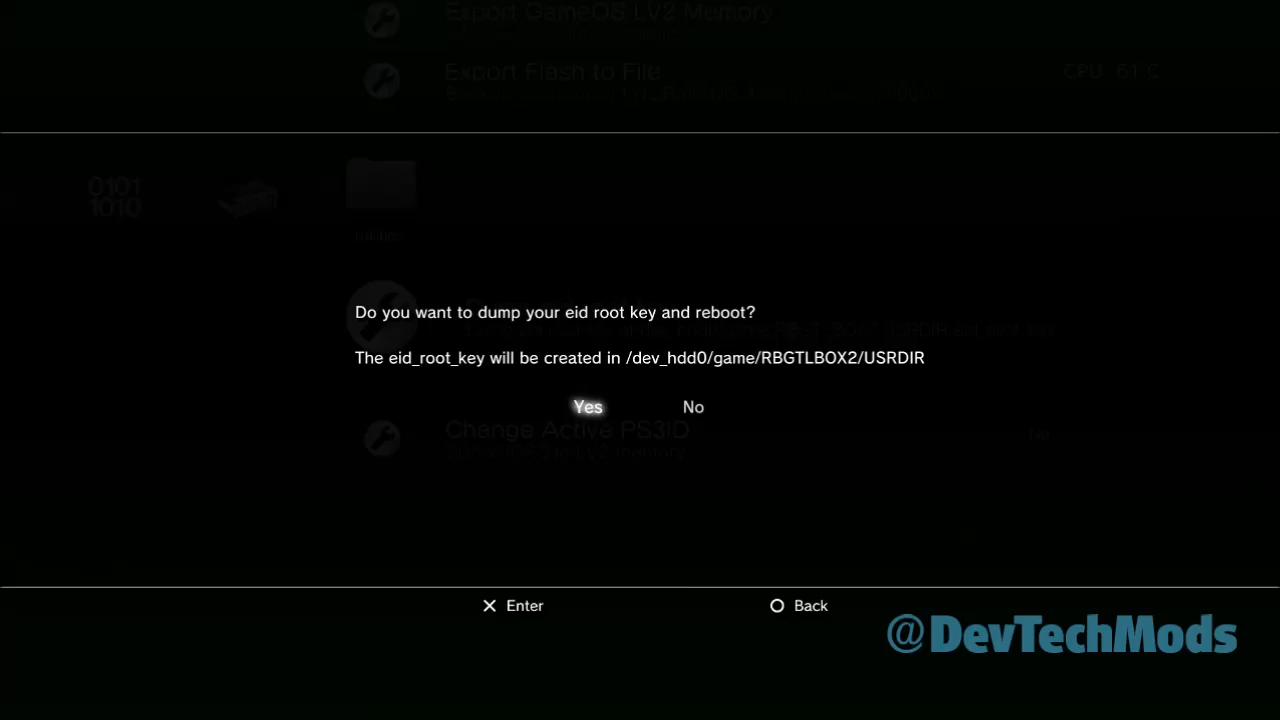 Export GameOS LV2 Memory
Export Flash to File
CPU 61 C
0101
1010
Do you want to dump your eid root key and reboot?
The eid_root_key will be created in /dev_hdd0/game/RBGTLBOX2/USRDIR
Yes No
Change Active PS3ID
No
Enter Back
@DevTechMods